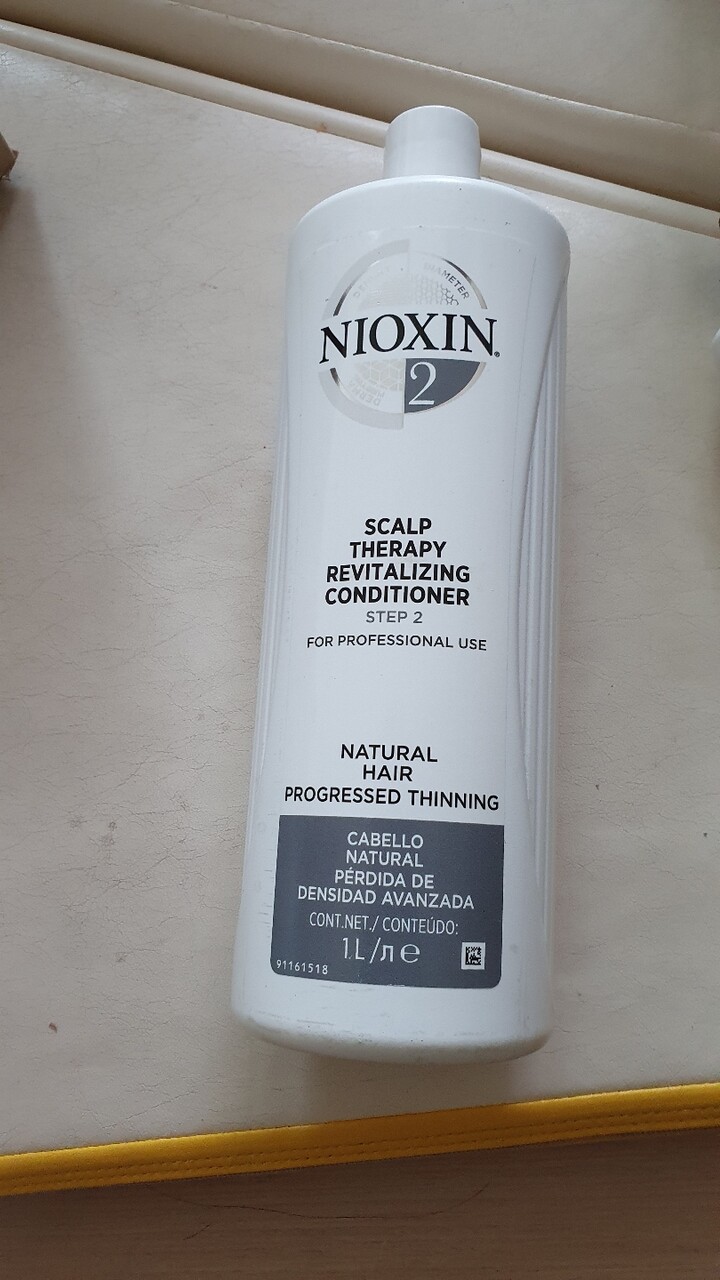 DIAMETER
NIOXIN®
2
SCALP
THERAPY
REVITALIZING
CONDITIONER
STEP 2
FOR PROFESSIONAL USE
NATURAL
HAIR
PROGRESSED THINNING
CABELLO
NATURAL
PÉRDIDA DE
DENSIDAD AVANZADA
CONT.NET./ CONTEÚDO:
1L/л e
91161518